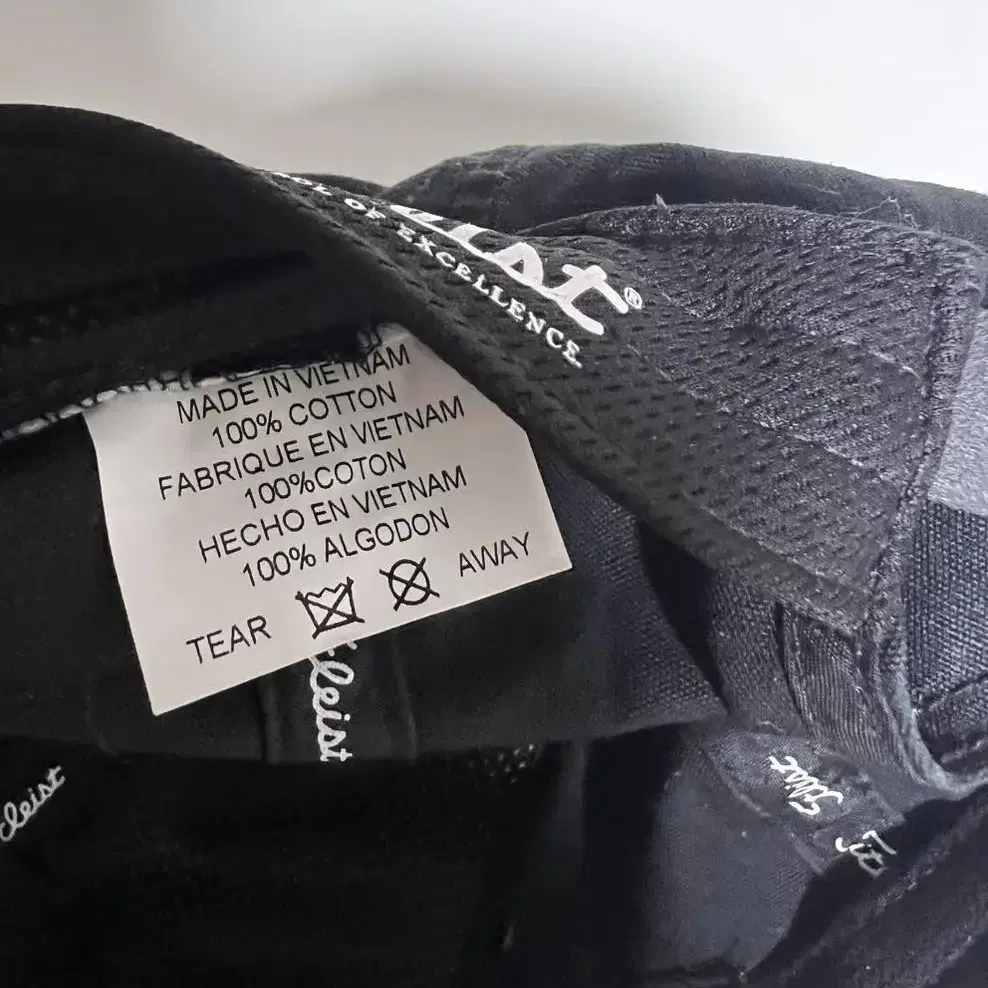 OF EXCELLENCE
MADE IN VIETNAM
100% COTTON
FABRIQUE EN VIETNAM
100%COTON
HECHO EN VIETNAM
100% ALGODON
TEAR AWAY